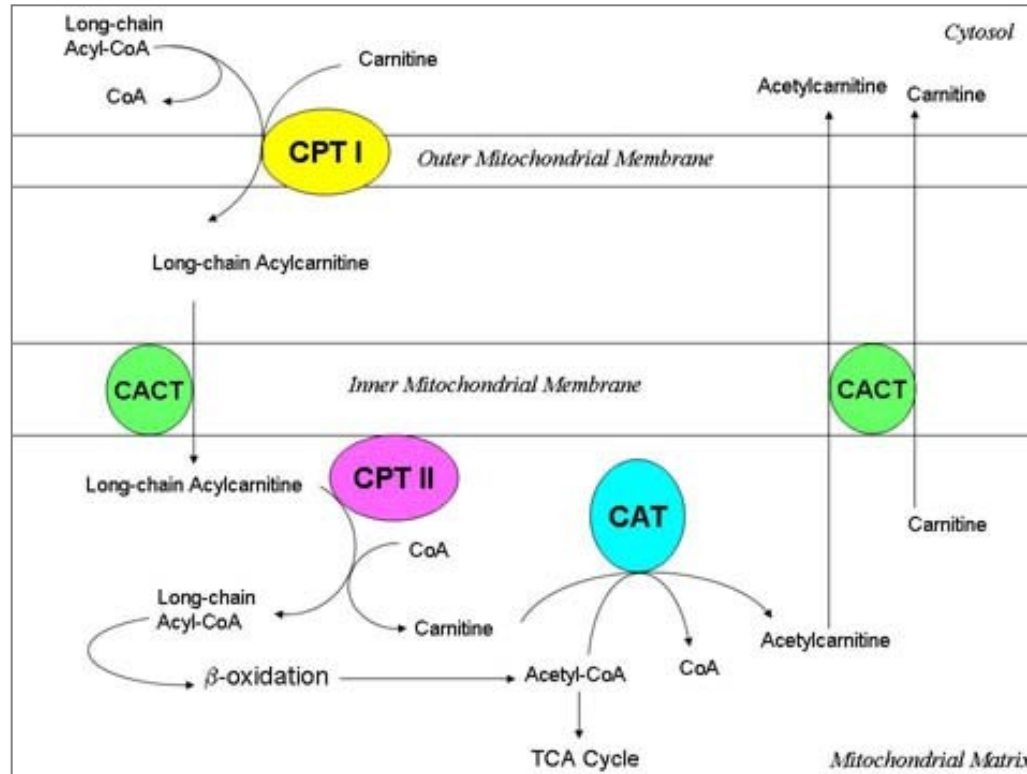 Long-chain
Acyl-CoA
CoA
Carnitine
Cytosol
Acetylcarnitine
Carnitine
CPT I
Outer Mitochondrial Membrane
Long-chain Acylcarnitine
CACT
Inner Mitochondrial Membrane
CACT
Long-chain Acylcarnitine
CPT II
CAT
CoA
Carnitine
Long-chain
Acyl-CoA
Carnitine
Acetylcarnitine
β-oxidation
Acetyl-CoA
CoA
TCA Cycle
Mitochondrial Matrix